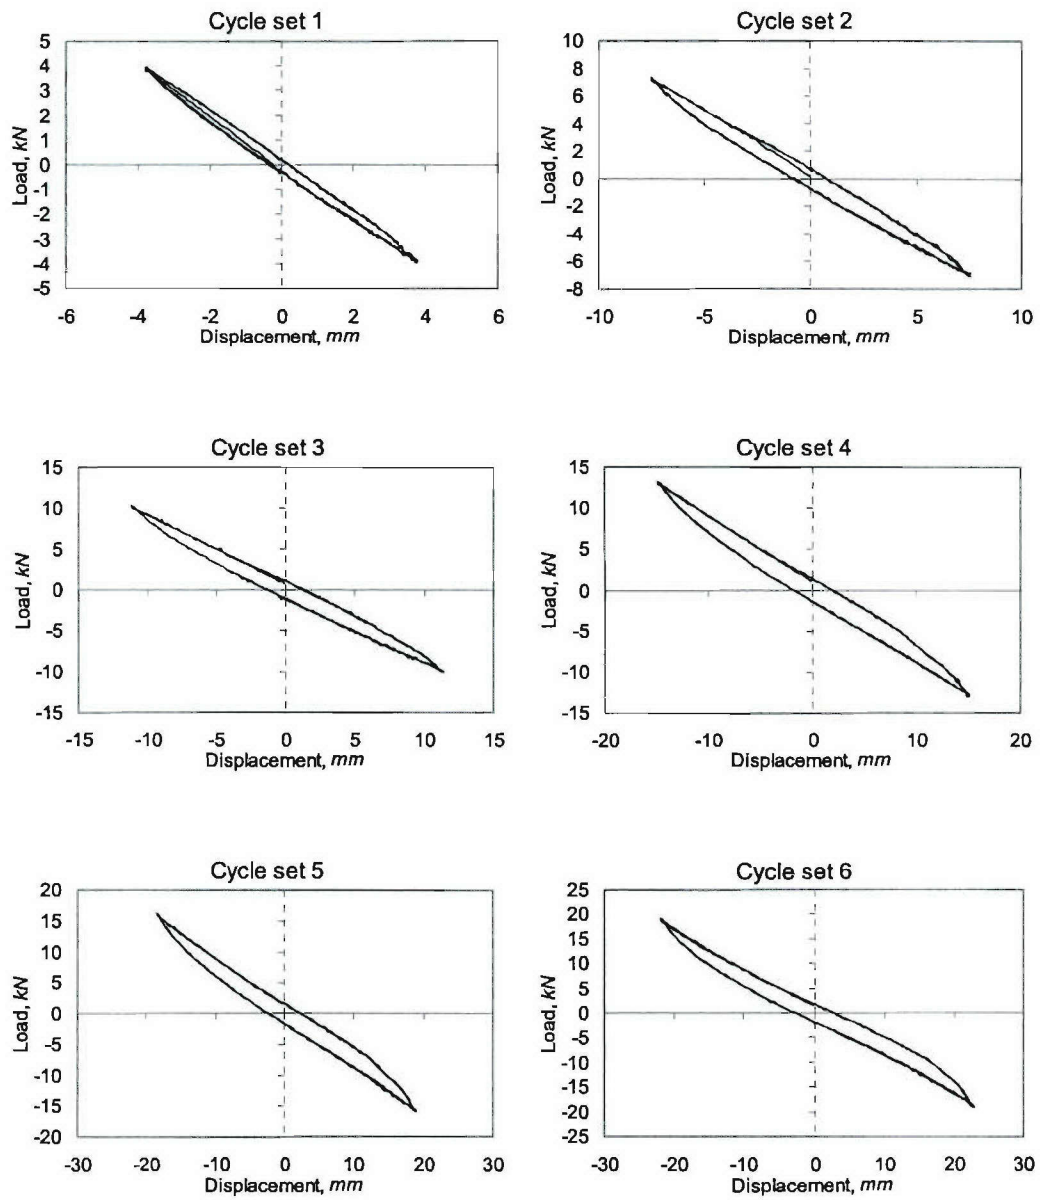 Cycle set 1
5
4
3
2
1
0
-1
-2
-3
-4
-5
Load, kN
-6 -4 -2 0 2 4 6
Displacement, mm
Cycle set 2
10
8
6
4
2
0
-2
-4
-6
-8
Load, kN
-10 -5 0 5 10
Displacement, mm
Cycle set 3
15
10
5
0
-5
-10
-15
Load, kN
-15 -10 -5 0 5 10 15
Displacement, mm
Cycle set 4
15
10
5
0
-5
-10
-15
Load, kN
-20 -10 0 10 20
Displacement, mm
Cycle set 5
20
15
10
5
0
-5
-10
-15
-20
Load, kN
-30 -20 -10 0 10 20 30
Displacement, mm
Cycle set 6
25
20
15
10
5
0
-5
-10
-15
-20
-25
Load, kN
-30 -20 -10 0 10 20 30
Displacement, mm